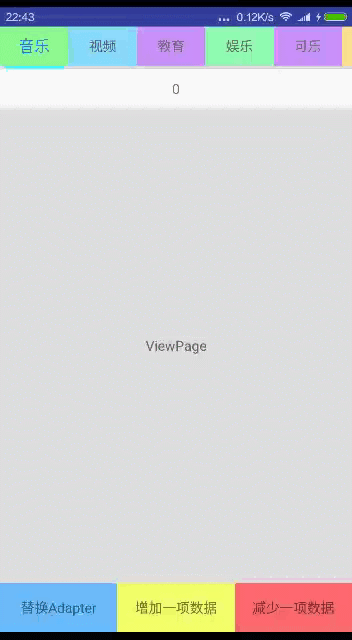 22:43 ... 0.12K/s
音乐 视频 教育 娱乐 司乐
0
ViewPage
替换Adapter 增加一项数据 减少一项数据